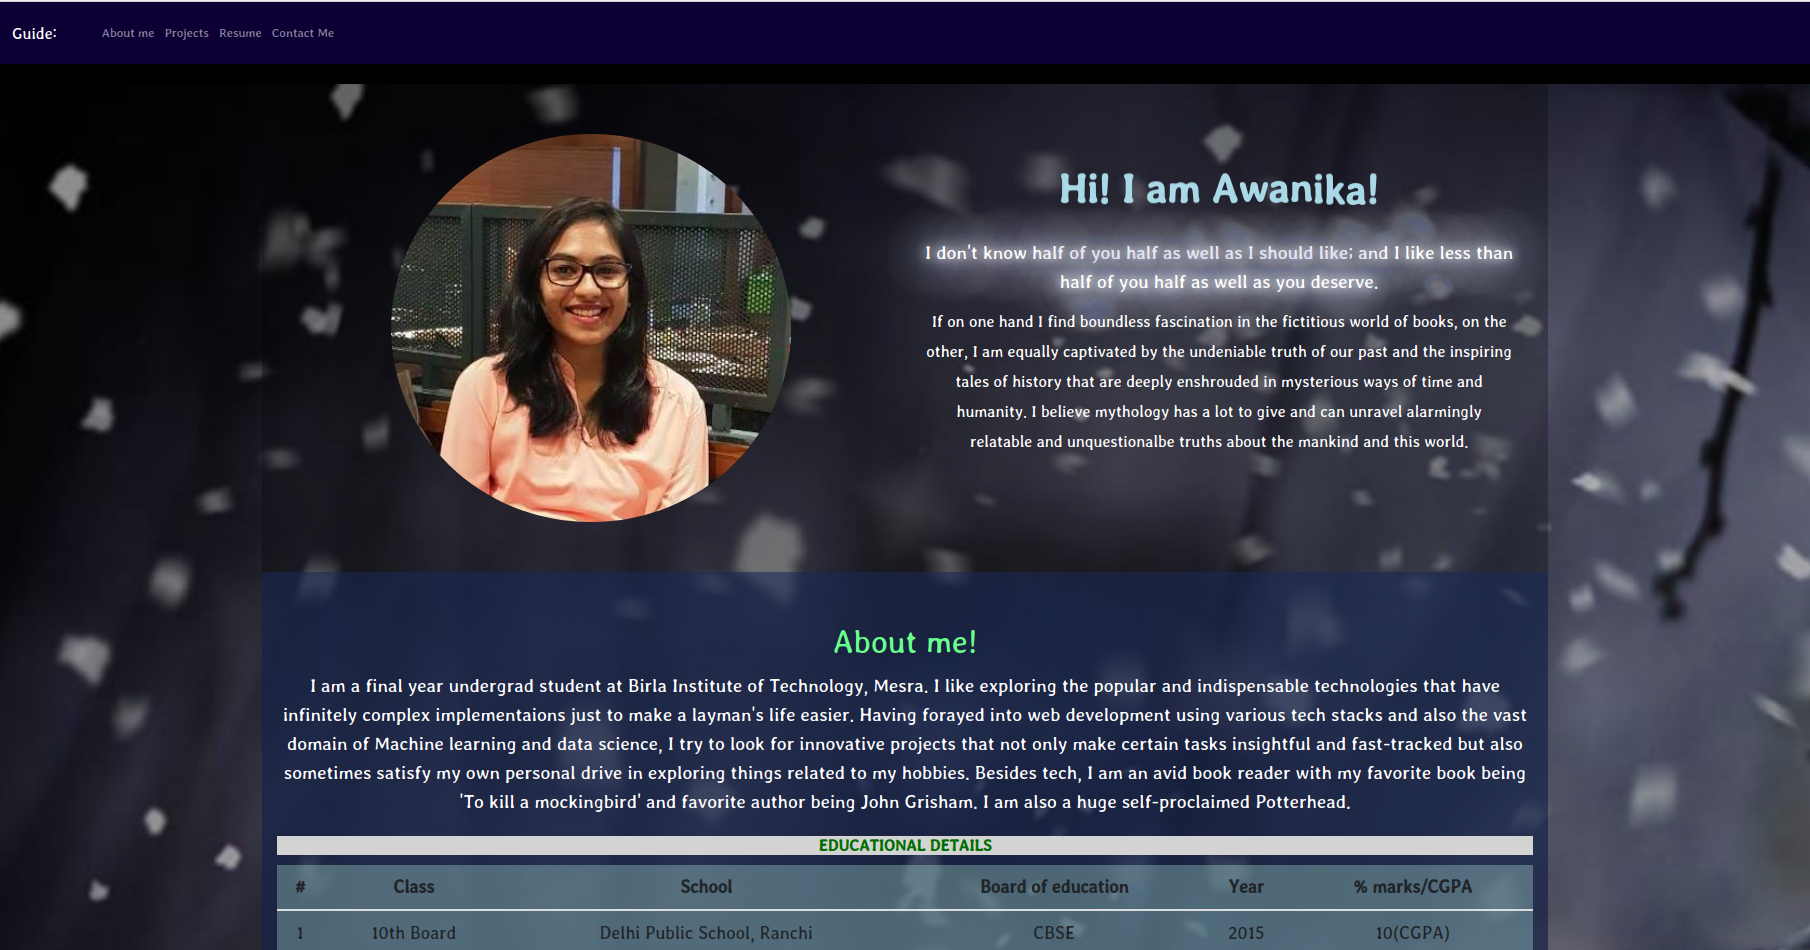 Guide: About me Projects Resume Contact Me
Hi! I am Awanika!
I don't know half of you half as well as I should like; and I like less than
half of you half as well as you deserve.
If on one hand I find boundless fascination in the fictitious world of books, on the
other, I am equally captivated by the undeniable truth of our past and the inspiring
tales of history that are deeply enshrouded in mysterious ways of time and
humanity. I believe mythology has a lot to give and can unravel alarmingly
relatable and unquestionalbe truths about the mankind and this world.
About me!
I am a final year undergrad student at Birla Institute of Technology, Mesra. I like exploring the popular and indispensable technologies that have
infinitely complex implementaions just to make a layman's life easier. Having forayed into web development using various tech stacks and also the vast
domain of Machine learning and data science, I try to look for innovative projects that not only make certain tasks insightful and fast-tracked but also
sometimes satisfy my own personal drive in exploring things related to my hobbies. Besides tech, I am an avid book reader with my favorite book being
'To kill a mockingbird' and favorite author being John Grisham. I am also a huge self-proclaimed Potterhead.
EDUCATIONAL DETAILS
# Class School Board of education Year % marks/CGPA
1 10th Board Delhi Public School, Ranchi CBSE 2015 10(CGPA)